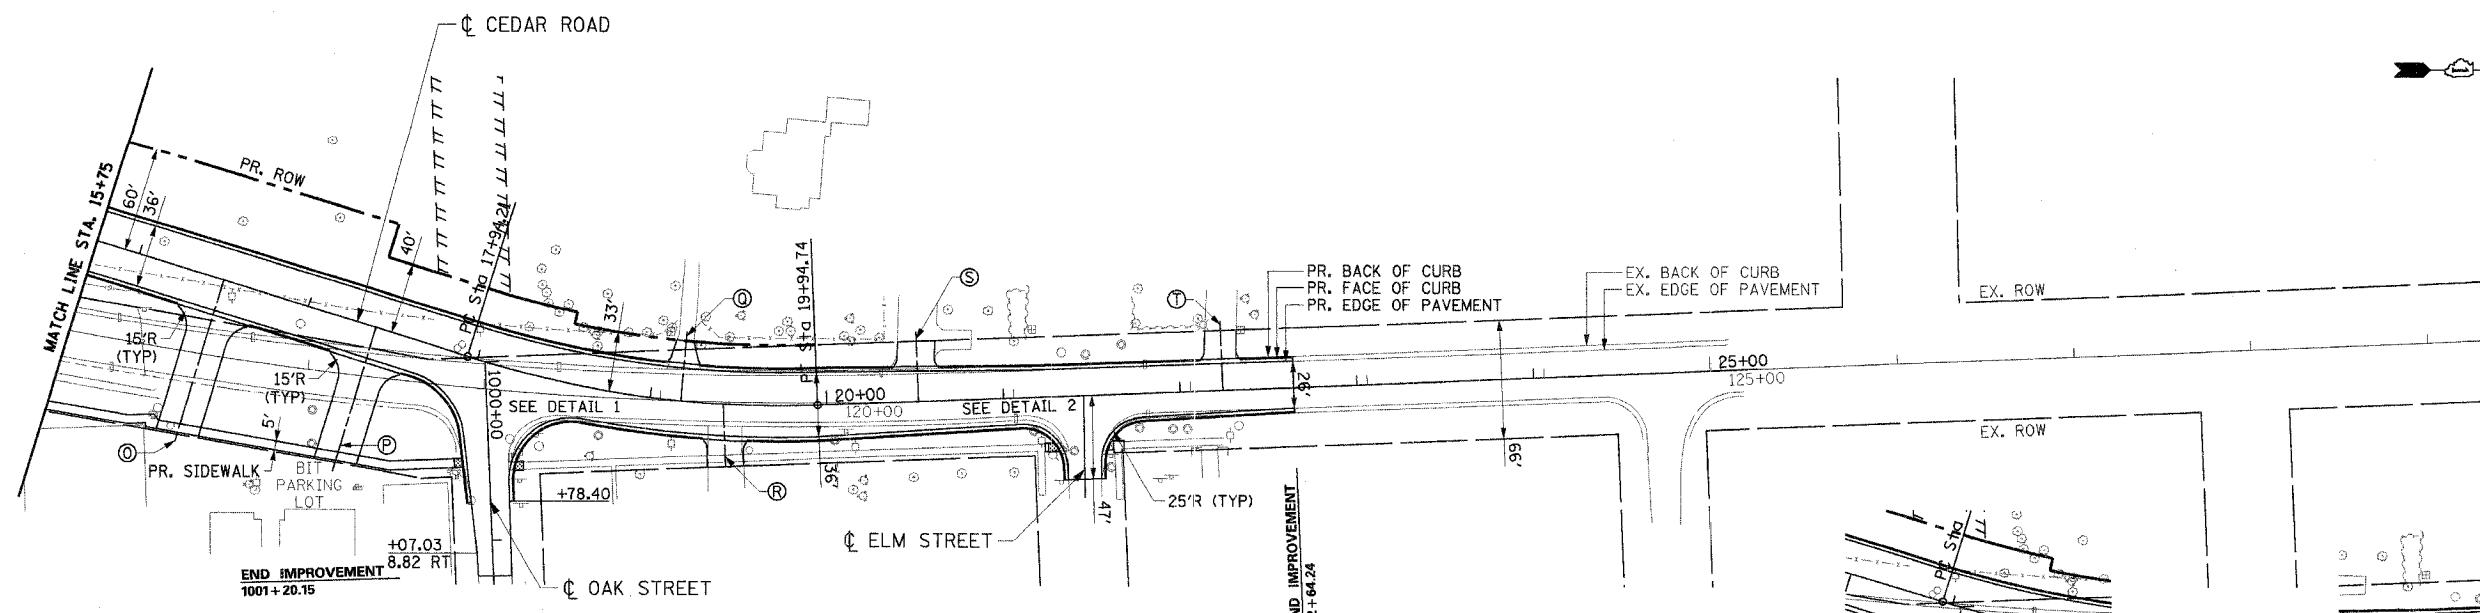 ℄ CEDAR ROAD
MATCH LINE STA. 15+75
PR. ROW
60'
36'
40'
PC Sta 17+94.21
33'
PT Sta 19+94.74
Q
S
T
PR. BACK OF CURB
PR. FACE OF CURB
PR. EDGE OF PAVEMENT
EX. BACK OF CURB
EX. EDGE OF PAVEMENT
EX. ROW
15'R
(TYP)
15'R
(TYP)
5'
O
P
PR. SIDEWALK
BIT
PARKING
LOT
1000+00
SEE DETAIL 1
20+00
120+00
SEE DETAIL 2
26'
25+00
125+00
EX. ROW
66'
36'
R
+78.40
47'
25'R (TYP)
℄ ELM STREET
+07.03
8.82 RT
END IMPROVEMENT
1001+20.15
℄ OAK STREET
2+64.24
PC Sta